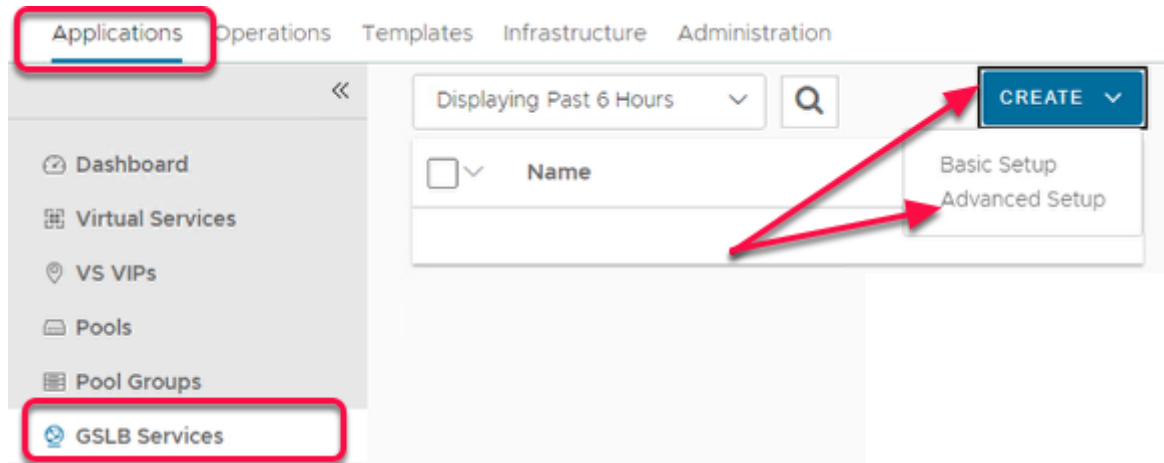 Applications Operations Templates Infrastructure Administration
Displaying Past 6 Hours
CREATE
Dashboard
Name
Basic Setup
Advanced Setup
Virtual Services
VS VIPs
Pools
Pool Groups
GSLB Services